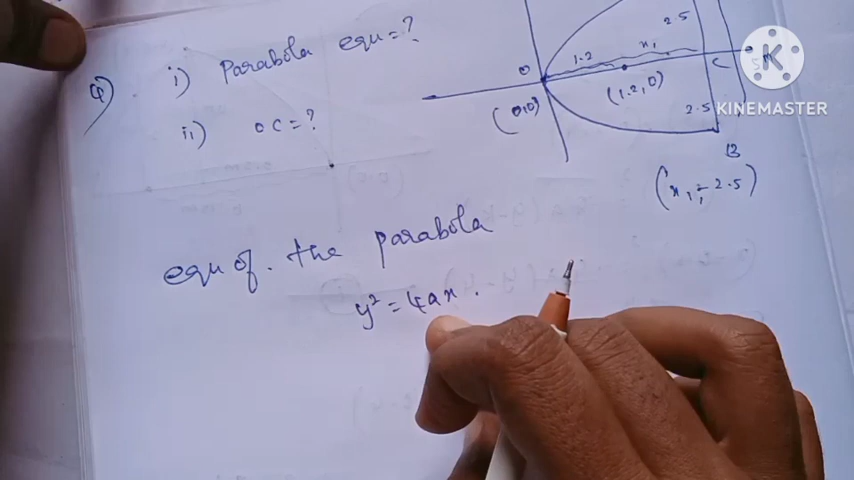 Q) . i) Parabola equ = ?
ii) OC = ?
2.5
1.2 x₁
O C
(0,0) (1.2,0)
2.5
B
(x₁, -2.5)
KINEMASTER
equ of. the parabola
y² = 4ax .